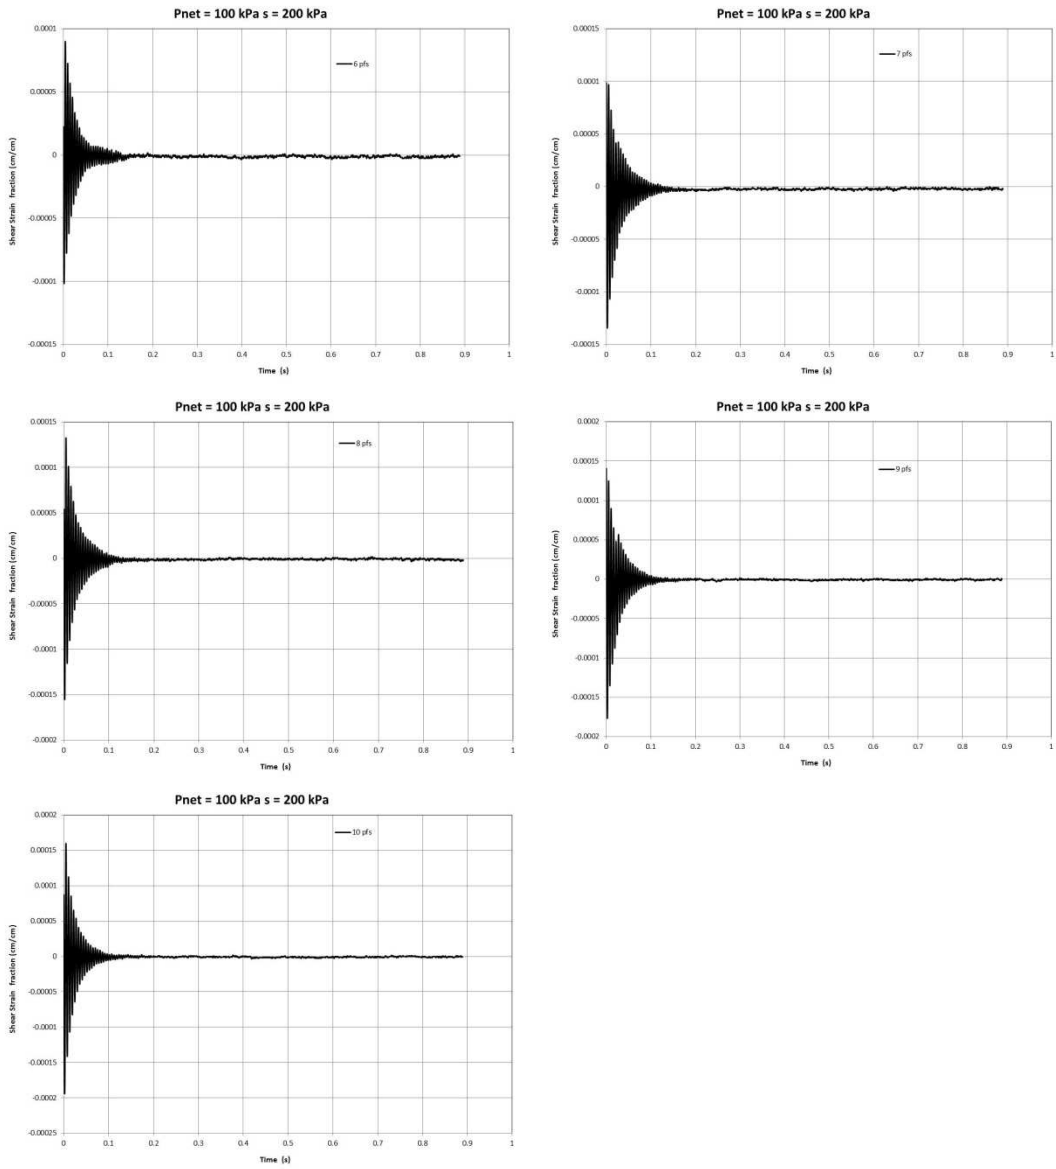 Pnet = 100 kPa s = 200 kPa
0.0001
0.00005
0
-0.00005
-0.0001
-0.00015
Shear Strain fraction (cm/cm)
6 pfs
0 0.1 0.2 0.3 0.4 0.5 0.6 0.7 0.8 0.9 1
Time (s)
Pnet = 100 kPa s = 200 kPa
0.00015
0.0001
0.00005
0
-0.00005
-0.0001
-0.00015
Shear Strain fraction (cm/cm)
7 pfs
0 0.1 0.2 0.3 0.4 0.5 0.6 0.7 0.8 0.9 1
Time (s)
Pnet = 100 kPa s = 200 kPa
0.00015
0.0001
0.00005
0
-0.00005
-0.0001
-0.00015
-0.0002
Shear Strain fraction (cm/cm)
8 pfs
0 0.1 0.2 0.3 0.4 0.5 0.6 0.7 0.8 0.9 1
Time (s)
Pnet = 100 kPa s = 200 kPa
0.0002
0.00015
0.0001
0.00005
0
-0.00005
-0.0001
-0.00015
-0.0002
Shear Strain fraction (cm/cm)
9 pfs
0 0.1 0.2 0.3 0.4 0.5 0.6 0.7 0.8 0.9 1
Time (s)
Pnet = 100 kPa s = 200 kPa
0.0002
0.00015
0.0001
0.00005
0
-0.00005
-0.0001
-0.00015
-0.0002
-0.00025
Shear Strain fraction (cm/cm)
10 pfs
0 0.1 0.2 0.3 0.4 0.5 0.6 0.7 0.8 0.9 1
Time (s)